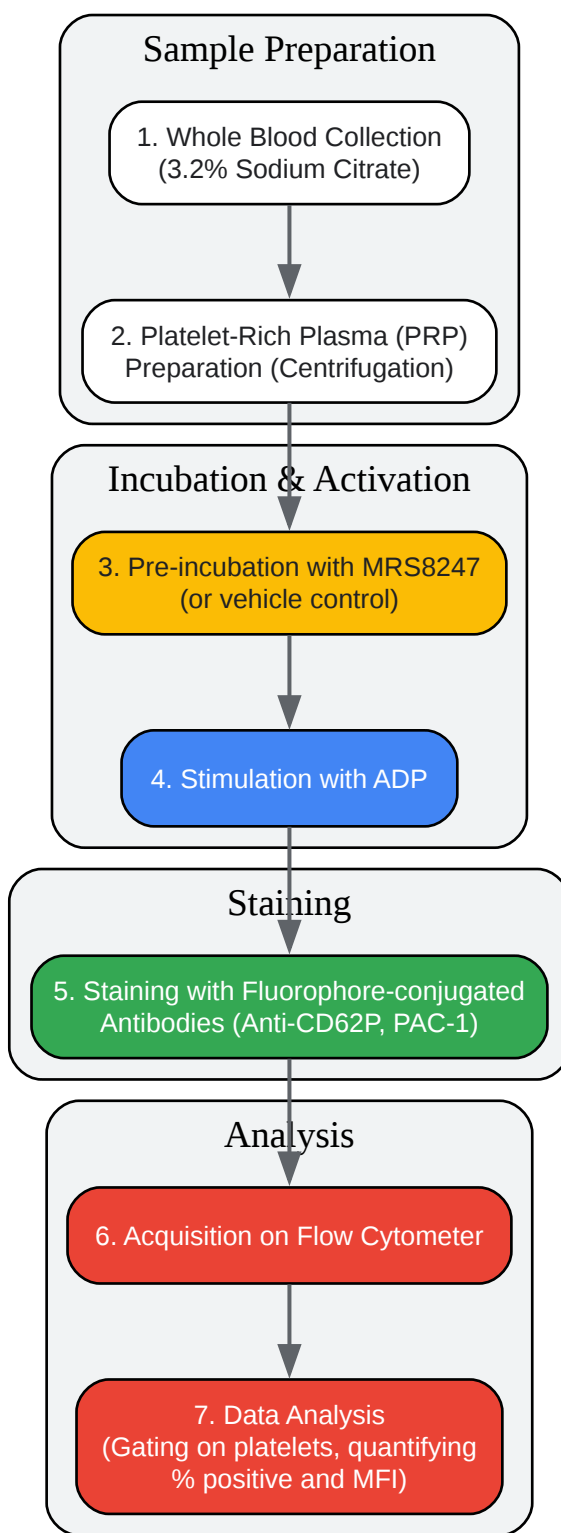 Sample Preparation
1. Whole Blood Collection
(3.2% Sodium Citrate)
2. Platelet-Rich Plasma (PRP)
Preparation (Centrifugation)
Incubation & Activation
3. Pre-incubation with MRS8247
(or vehicle control)
4. Stimulation with ADP
Staining
5. Staining with Fluorophore-conjugated
Antibodies (Anti-CD62P, PAC-1)
Analysis
6. Acquisition on Flow Cytometer
7. Data Analysis
(Gating on platelets, quantifying
% positive and MFI)